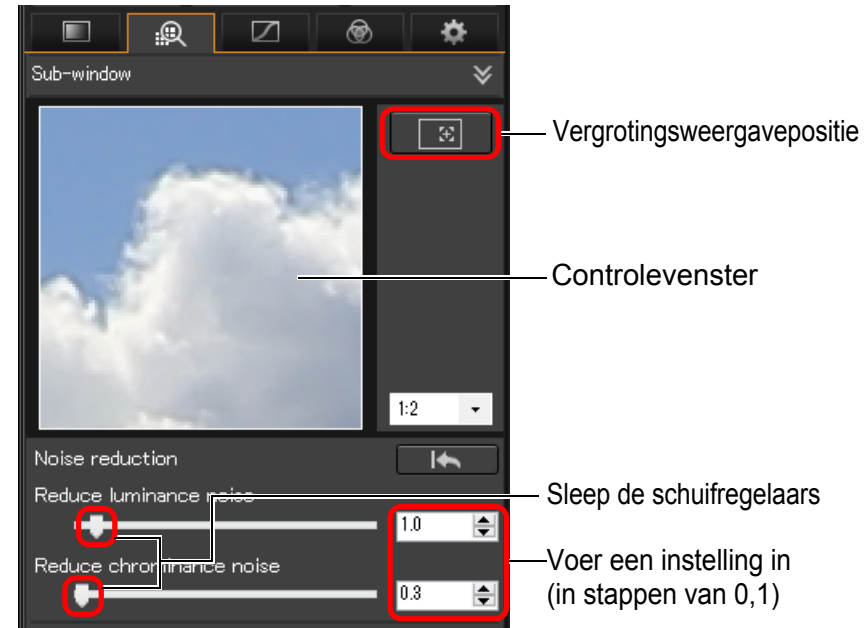 Sub-window
Vergrotingsweergavepositie
Controlevenster
1:2
Noise reduction
Reduce luminance noise
Sleep de schuifregelaars
1.0
Reduce chrominance noise
Voer een instelling in
0.3
(in stappen van 0,1)